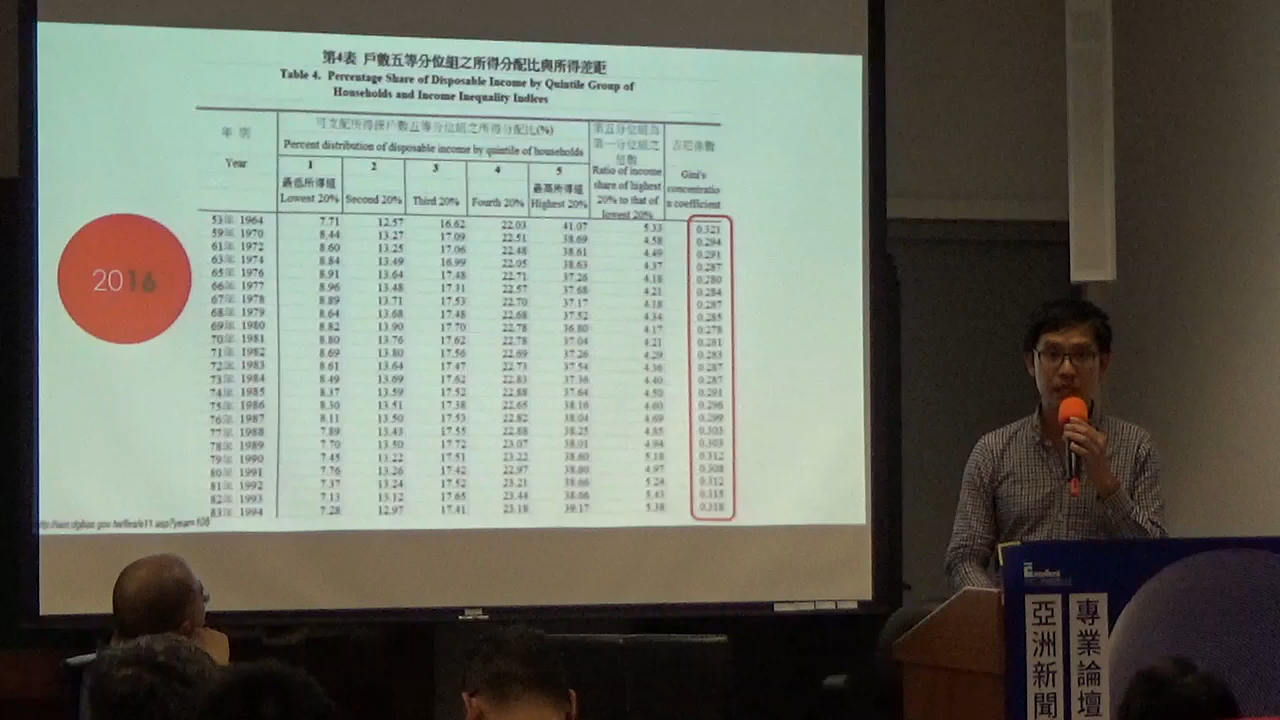 第4表 戶數五等分位組之所得分配比與所得差距
Table 4. Percentage Share of Disposable Income by Quintile Group of
Households and Income Inequality Indices
年 別
Year
可支配所得按戶數五等分位組之所得分配比(%)
Percent distribution of disposable income by quintile of households
1
最低所得組
Lowest 20%
2
Second 20%
3
Third 20%
4
Fourth 20%
5
最高所得組
Highest 20%
第五分位組為
第一分位組之
倍數
Ratio of income
share of highest
20% to that of
lowest 20%
吉尼係數
Gini's
concentratio
n coefficient
53年 1964 7.71 12.57 16.62 22.03 41.07 5.33 0.321
59年 1970 8.44 13.27 17.09 22.51 38.69 4.58 0.294
61年 1972 8.60 13.25 17.06 22.48 38.61 4.49 0.291
63年 1974 8.84 13.49 16.99 22.05 38.63 4.37 0.287
65年 1976 8.91 13.64 17.48 22.71 37.26 4.18 0.280
66年 1977 8.96 13.48 17.31 22.57 37.68 4.21 0.284
67年 1978 8.89 13.71 17.53 22.70 37.17 4.18 0.287
68年 1979 8.64 13.68 17.48 22.68 37.52 4.34 0.285
69年 1980 8.82 13.90 17.70 22.78 36.80 4.17 0.278
70年 1981 8.80 13.76 17.62 22.78 37.04 4.21 0.281
71年 1982 8.69 13.80 17.56 22.69 37.26 4.29 0.283
72年 1983 8.61 13.64 17.47 22.73 37.54 4.36 0.287
73年 1984 8.49 13.69 17.62 22.83 37.36 4.40 0.287
74年 1985 8.37 13.59 17.52 22.88 37.64 4.50 0.291
75年 1986 8.30 13.51 17.38 22.65 38.16 4.60 0.296
76年 1987 8.11 13.50 17.53 22.82 38.04 4.69 0.299
77年 1988 7.89 13.43 17.55 22.88 38.25 4.85 0.303
78年 1989 7.70 13.50 17.72 23.07 38.01 4.94 0.303
79年 1990 7.45 13.22 17.51 23.22 38.60 5.18 0.312
80年 1991 7.76 13.26 17.42 22.97 38.60 4.97 0.308
81年 1992 7.37 13.24 17.52 23.21 38.66 5.24 0.312
82年 1993 7.13 13.12 17.65 23.44 38.66 5.43 0.315
83年 1994 7.28 12.97 17.41 23.18 39.17 5.38 0.318
2016
專業論壇
亞洲新聞